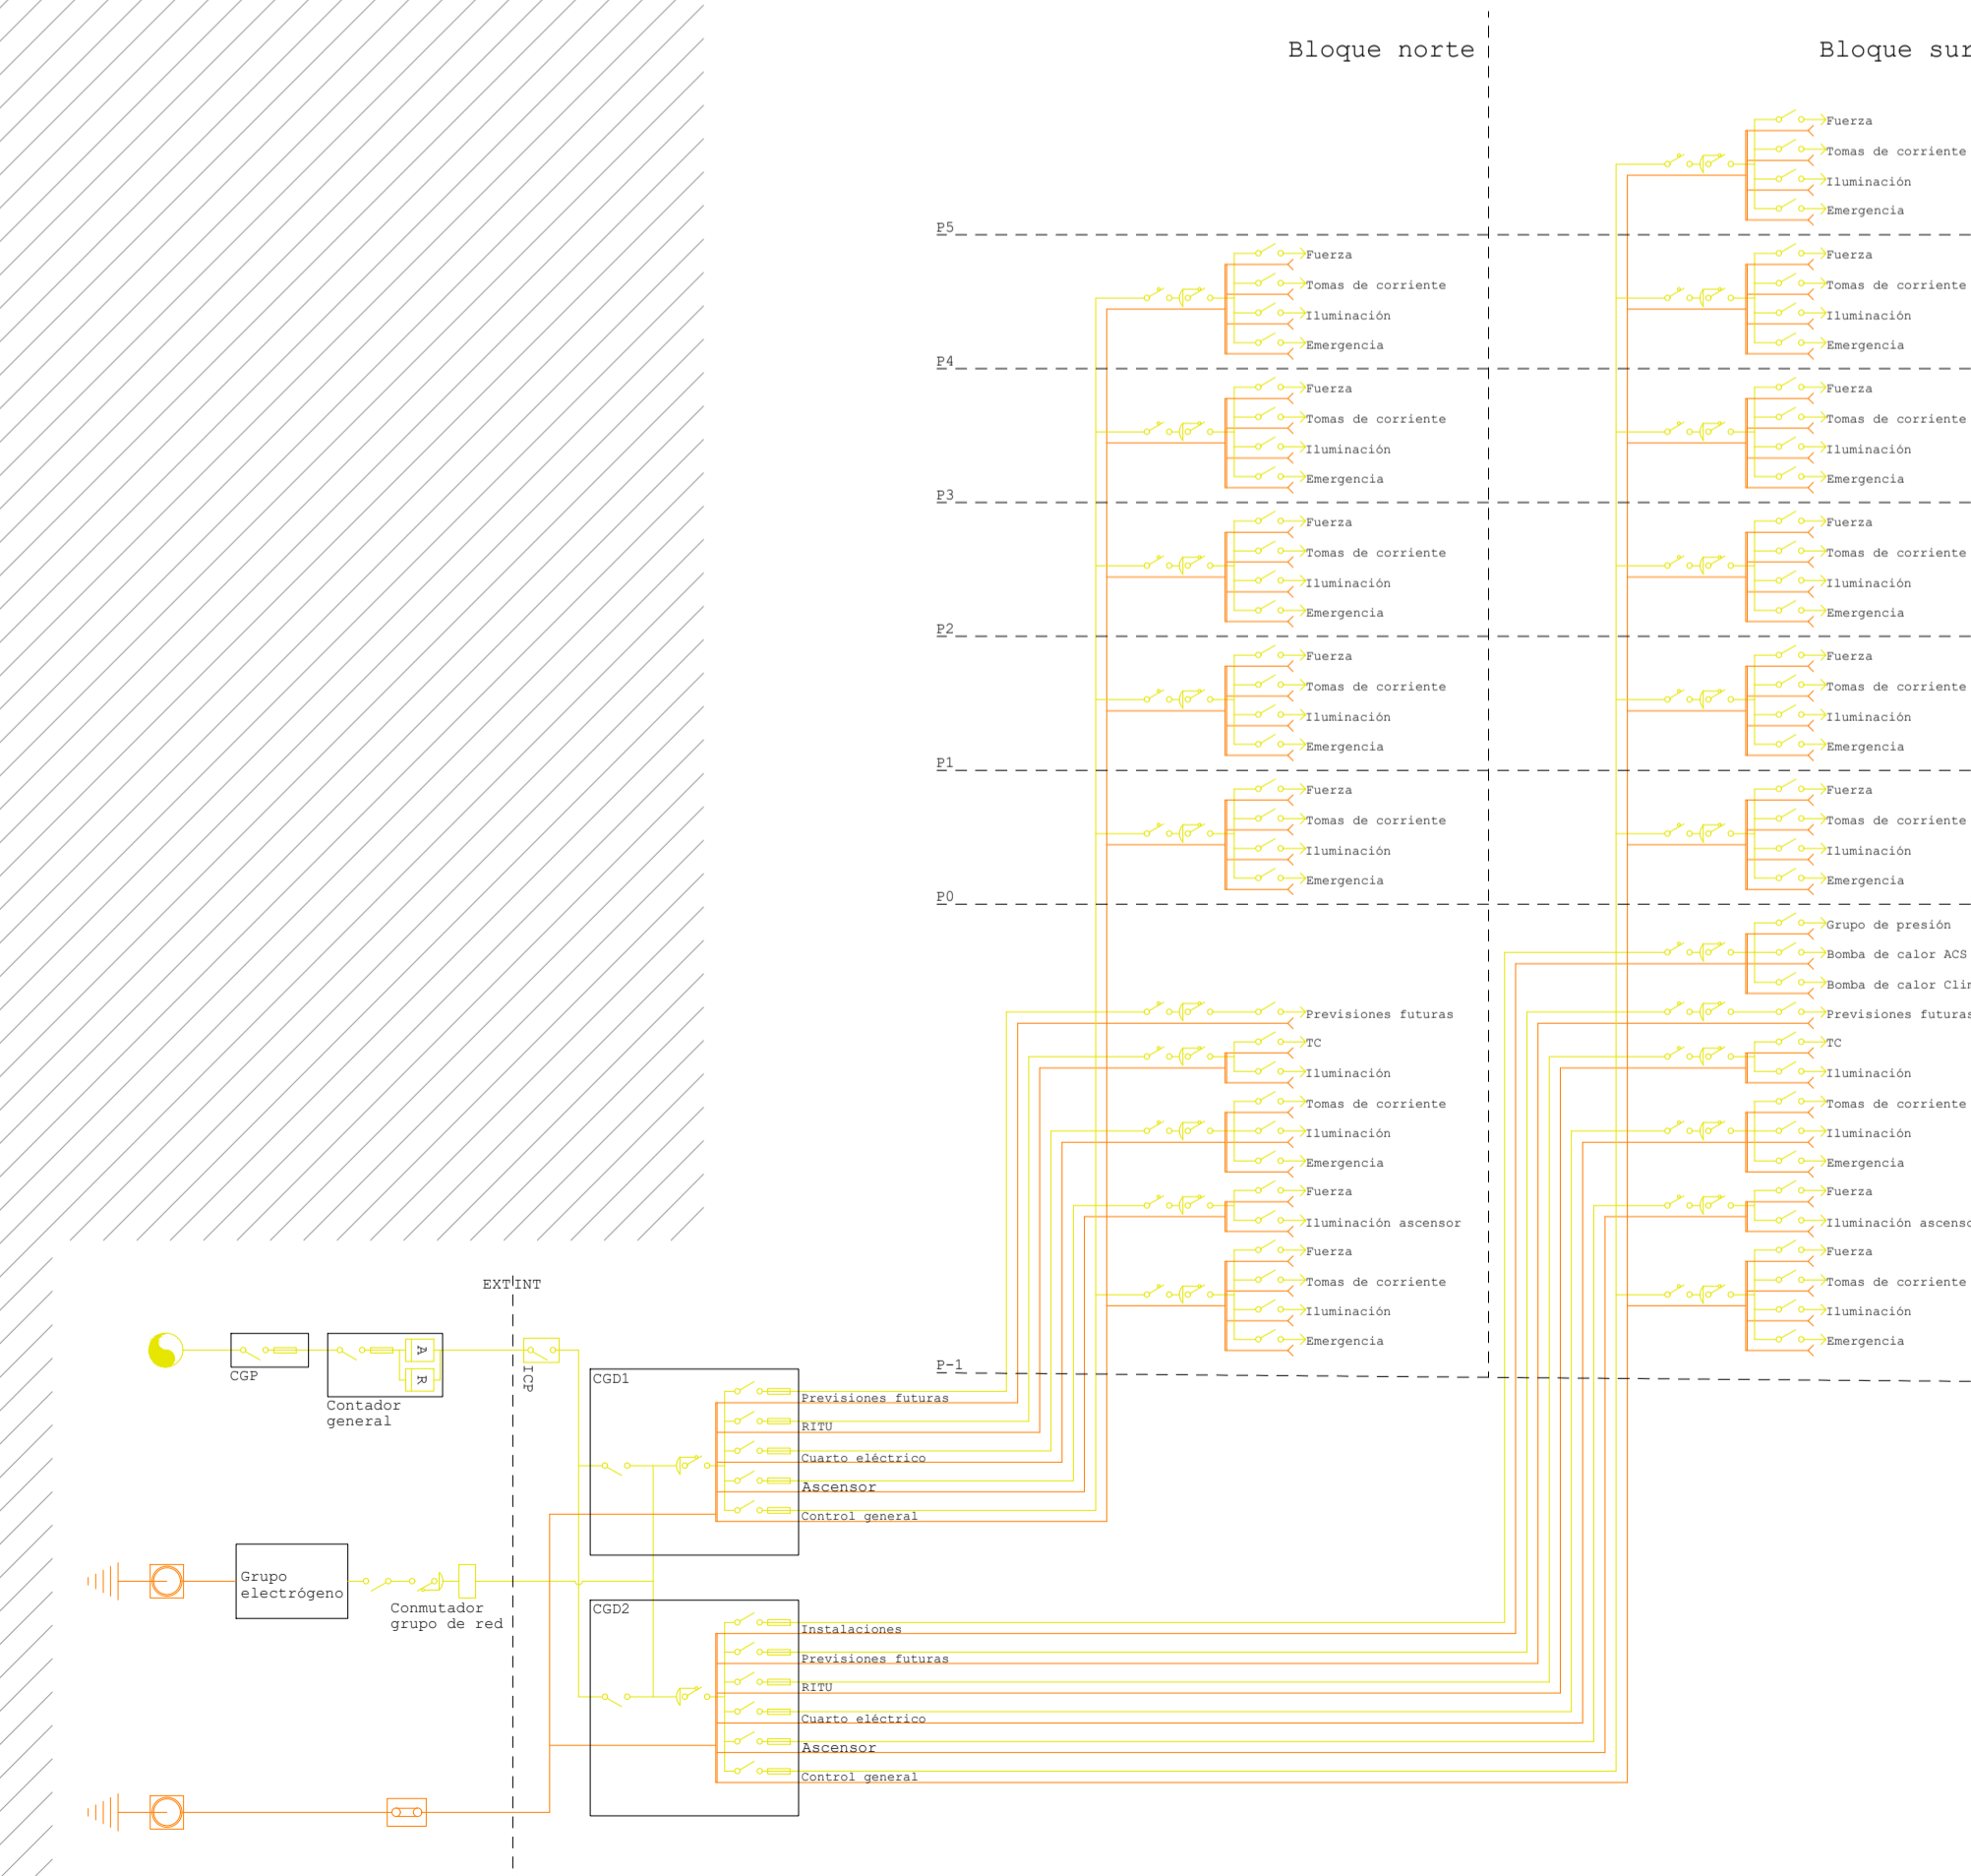 Bloque norte
Bloque sur
Fuerza
Tomas de corriente
Iluminación
Emergencia
P5
Fuerza
Tomas de corriente
Iluminación
Emergencia
Fuerza
Tomas de corriente
Iluminación
Emergencia
P4
Fuerza
Tomas de corriente
Iluminación
Emergencia
Fuerza
Tomas de corriente
Iluminación
Emergencia
P3
Fuerza
Tomas de corriente
Iluminación
Emergencia
Fuerza
Tomas de corriente
Iluminación
Emergencia
P2
Fuerza
Tomas de corriente
Iluminación
Emergencia
Fuerza
Tomas de corriente
Iluminación
Emergencia
P1
Fuerza
Tomas de corriente
Iluminación
Emergencia
Fuerza
Tomas de corriente
Iluminación
Emergencia
P0
Previsiones futuras
TC
Iluminación
Tomas de corriente
Iluminación
Emergencia
Fuerza
Iluminación ascensor
Fuerza
Tomas de corriente
Iluminación
Emergencia
Grupo de presión
Bomba de calor ACS
Bomba de calor
Previsiones futuras
TC
Iluminación
Tomas de corriente
Iluminación
Emergencia
Fuerza
Iluminación
Fuerza
Tomas de corriente
Iluminación
Emergencia
P-1
EXT INT
CGP
A
R
Contador
general
ICP
CGD1
Previsiones futuras
RITU
Cuarto eléctrico
Ascensor
Control general
Grupo
electrógeno
Conmutador
grupo de red
CGD2
Instalaciones
Previsiones futuras
RITU
Cuarto eléctrico
Ascensor
Control general